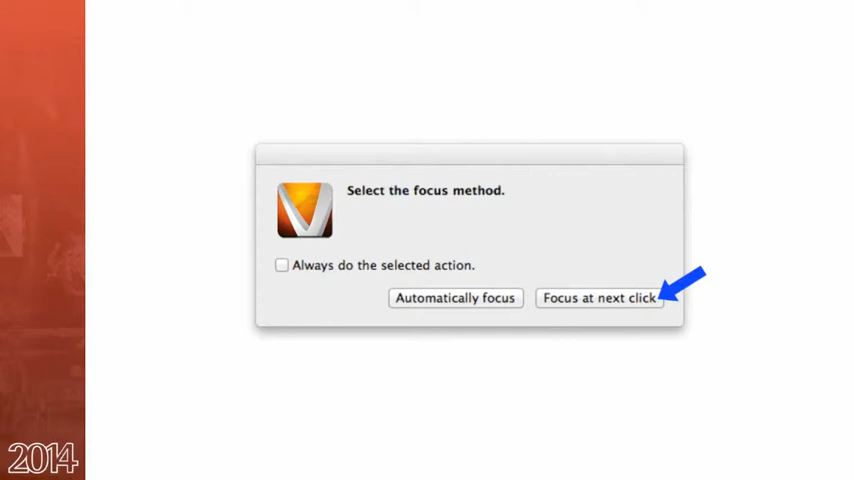 Select the focus method.
Always do the selected action.
Automatically focus
Focus at next click
2014